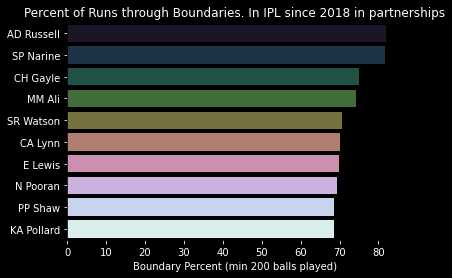 Percent of Runs through Boundaries. In IPL since 2018 in partnerships
AD Russell
SP Narine
CH Gayle
MM Ali
SR Watson
CA Lynn
E Lewis
N Pooran
PP Shaw
KA Pollard
0 10 20 30 40 50 60 70 80
Boundary Percent (min 200 balls played)